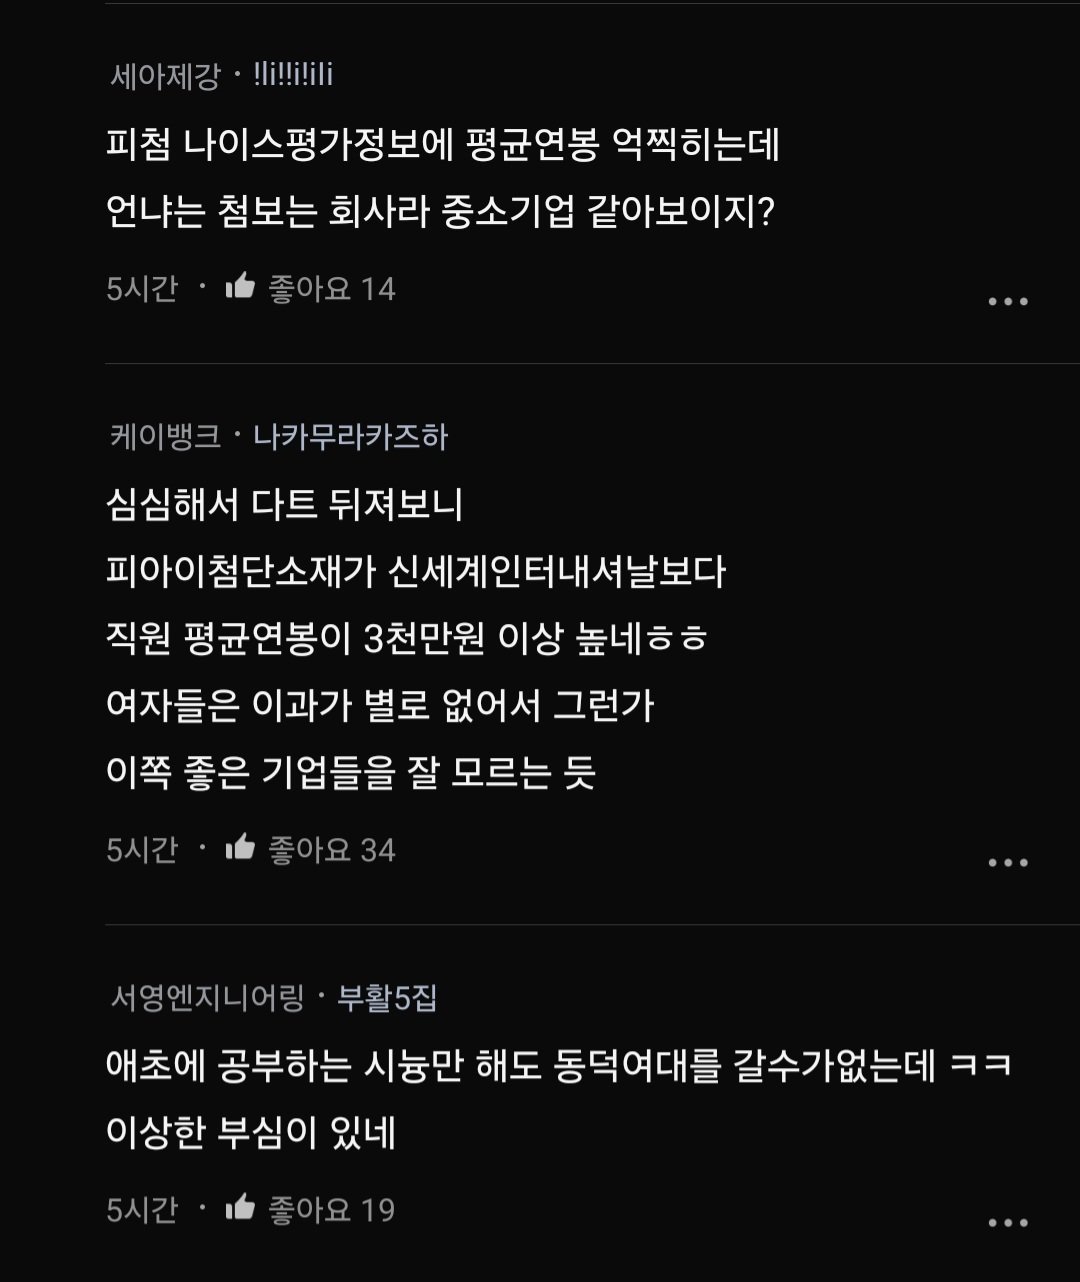 세아제강 · !li!!i!ili
피첨 나이스평가정보에 평균연봉 억찍히는데
언냐는 첨보는 회사라 중소기업 같아보이지?
5시간 · 좋아요 14
케이뱅크 · 나카무라카즈하
심심해서 다트 뒤져보니
피아이첨단소재가 신세계인터내셔날보다
직원 평균연봉이 3천만원 이상 높네ㅎㅎ
여자들은 이과가 별로 없어서 그런가
이쪽 좋은 기업들을 잘 모르는 듯
5시간 · 좋아요 34
서영엔지니어링 · 부활5집
애초에 공부하는 시늉만 해도 동덕여대를 갈수가없는데 ㅋㅋ
이상한 부심이 있네
5시간 · 좋아요 19